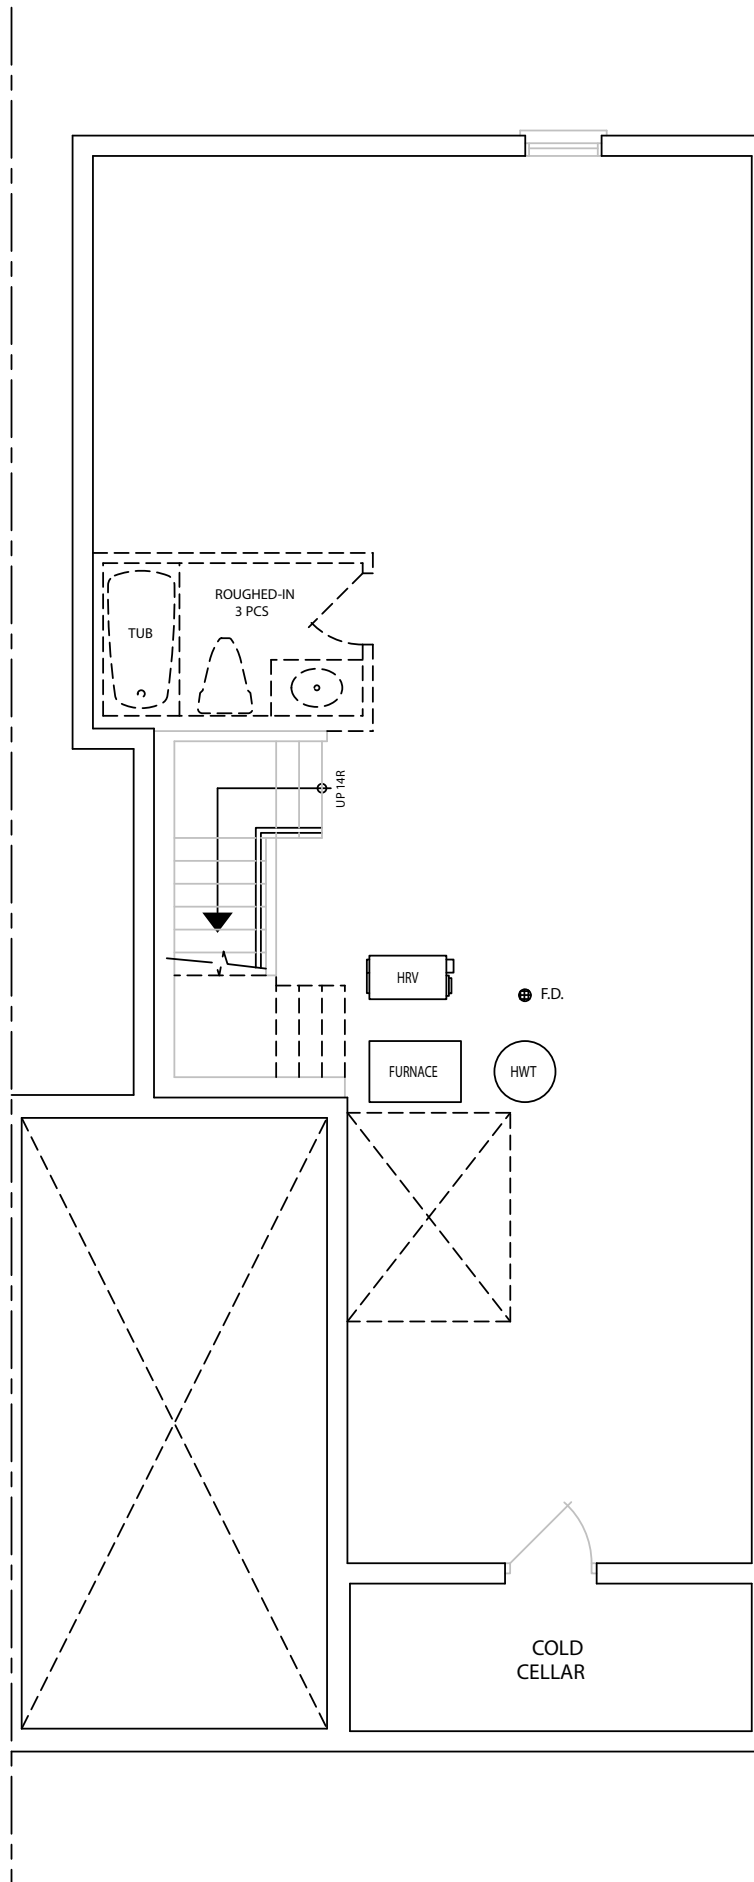 ROUGHED-IN
3 PCS
TUB
UP 14R
HRV
F.D.
FURNACE
HWT
COLD
CELLAR